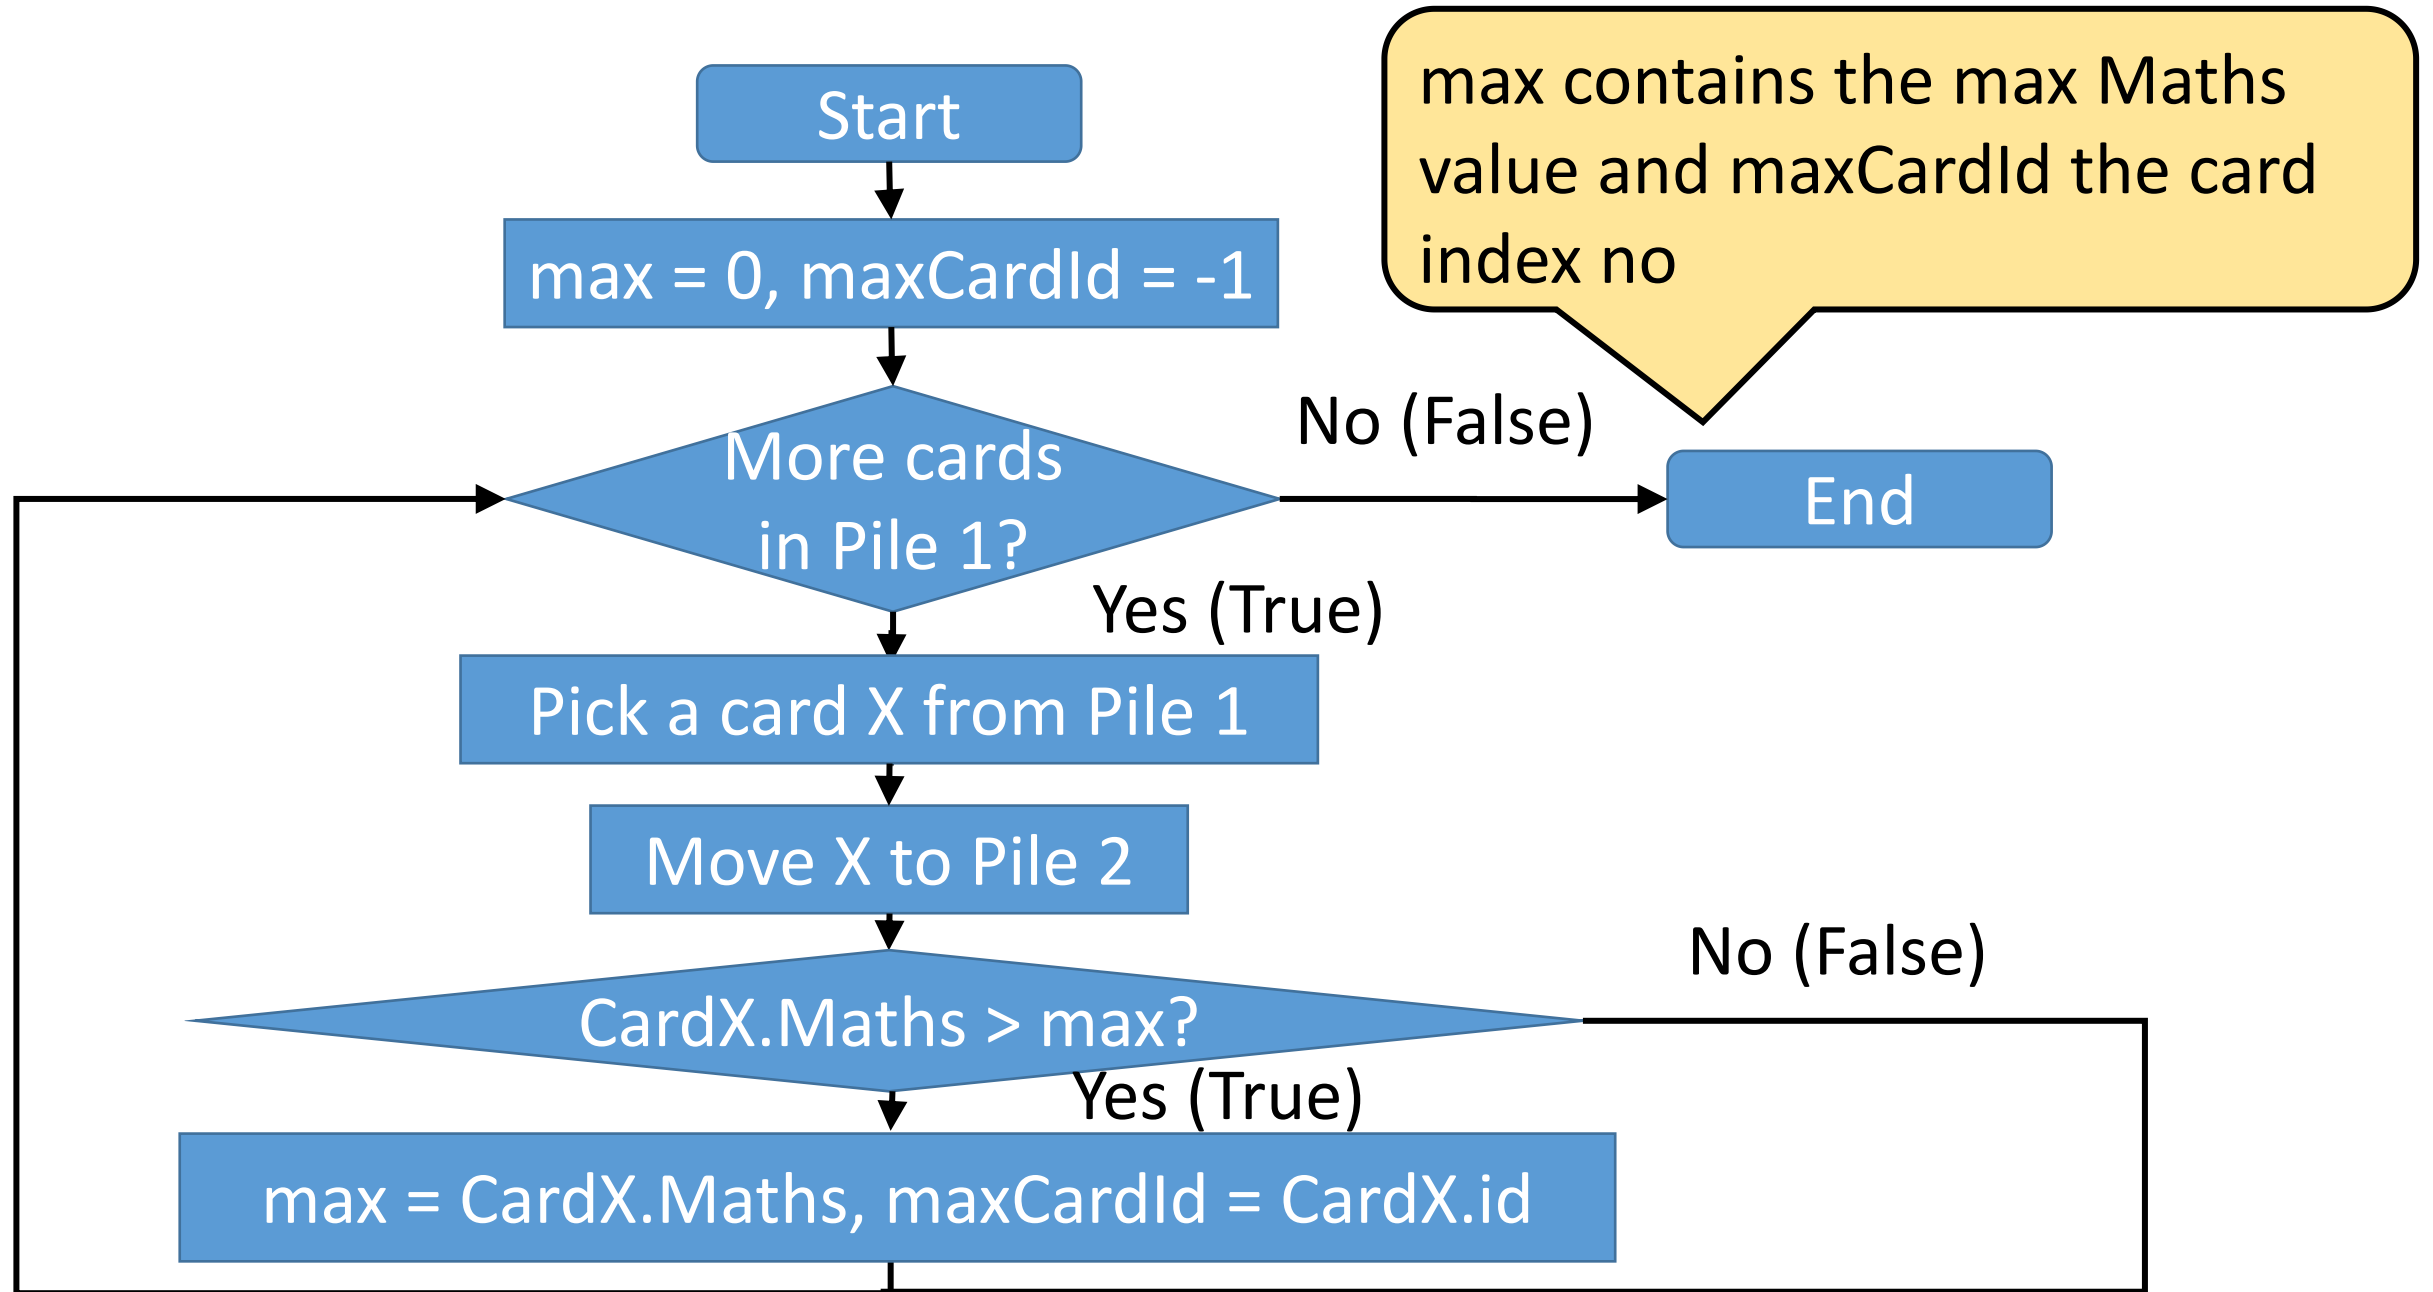 Start
max contains the max Maths
value and maxCardId the card
index no
max = 0, maxCardId = -1
More cards
in Pile 1?
No (False)
End
Yes (True)
Pick a card X from Pile 1
Move X to Pile 2
CardX.Maths > max?
No (False)
Yes (True)
max = CardX.Maths, maxCardId = CardX.id